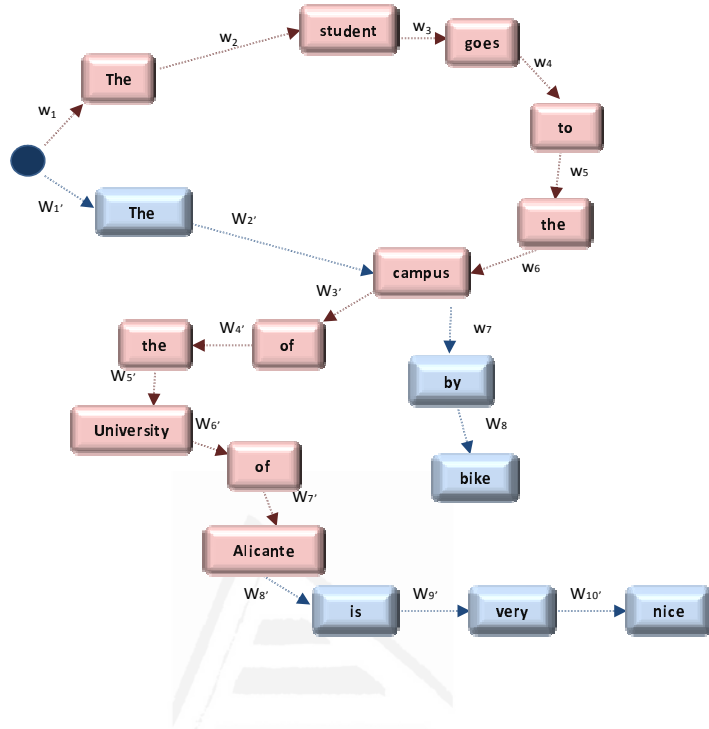 The
w1
w2
student
w3
goes
w4
to
w5
the
w6
W1'
The
W2'
campus
W3'
of
W4'
the
W5'
University
W6'
of
W7'
Alicante
W8'
is
W9'
very
W10'
nice
w7
by
W8
bike